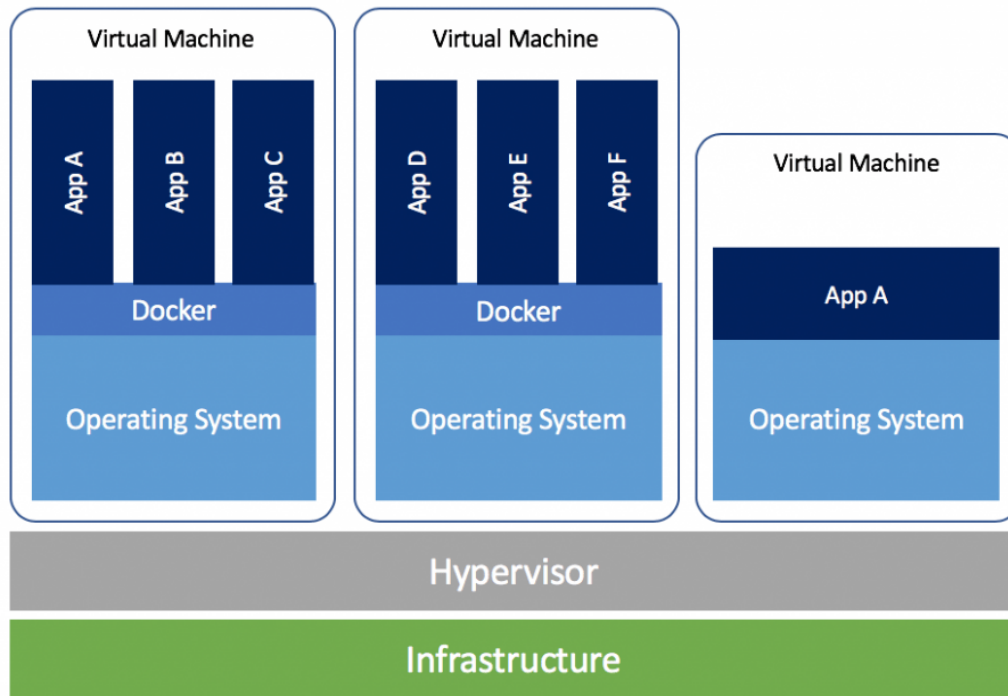 Virtual Machine
App A
App B
App C
Docker
Operating System
Virtual Machine
App D
App E
App F
Docker
Operating System
Virtual Machine
App A
Operating System
Hypervisor
Infrastructure